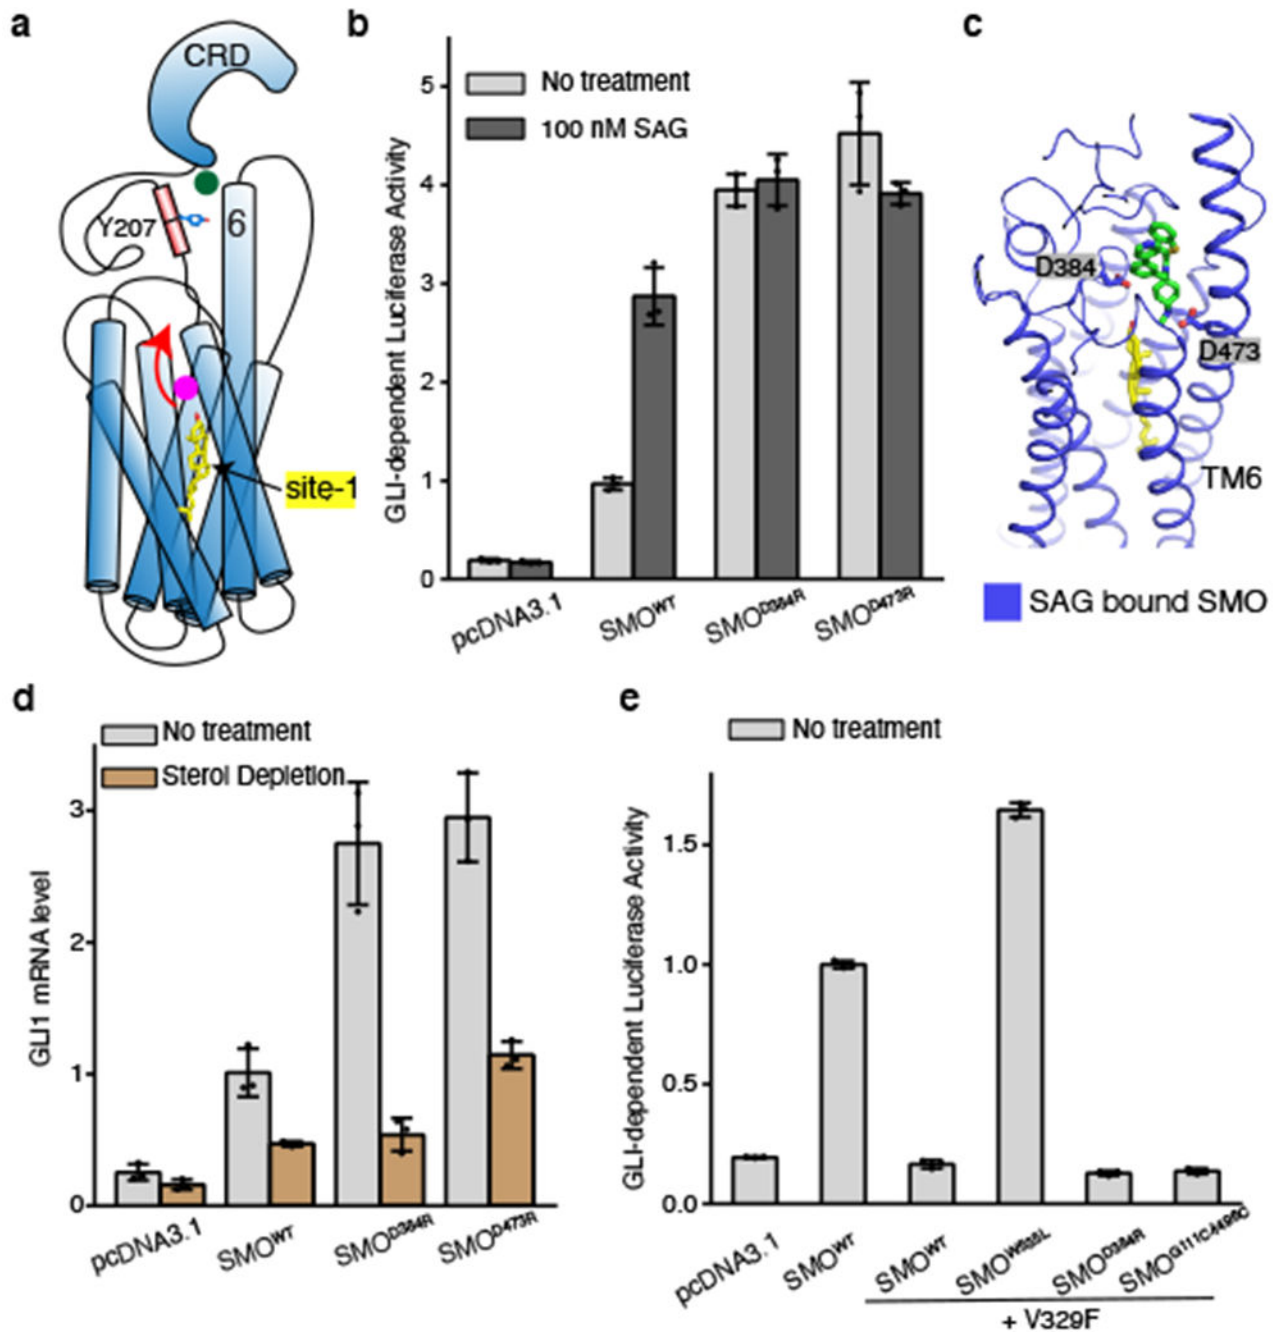 a
CRD
Y207
6
site-1
b
No treatment
100 nM SAG
GLI-dependent Luciferase Activity
5
4
3
2
1
0
pcDNA3.1
SMOWT
SMOD384R
SMOD473R
c
D384
D473
TM6
SAG bound SMO
d
No treatment
Sterol Depletion
GLI1 mRNA level
3
2
1
0
pcDNA3.1
SMOWT
SMOD384R
SMOD473R
e
No treatment
GLI-dependent Luciferase Activity
1.5
1.0
0.5
0.0
pcDNA3.1
SMOWT
SMOWT
SMOW535L
SMOD384R
+ V329F